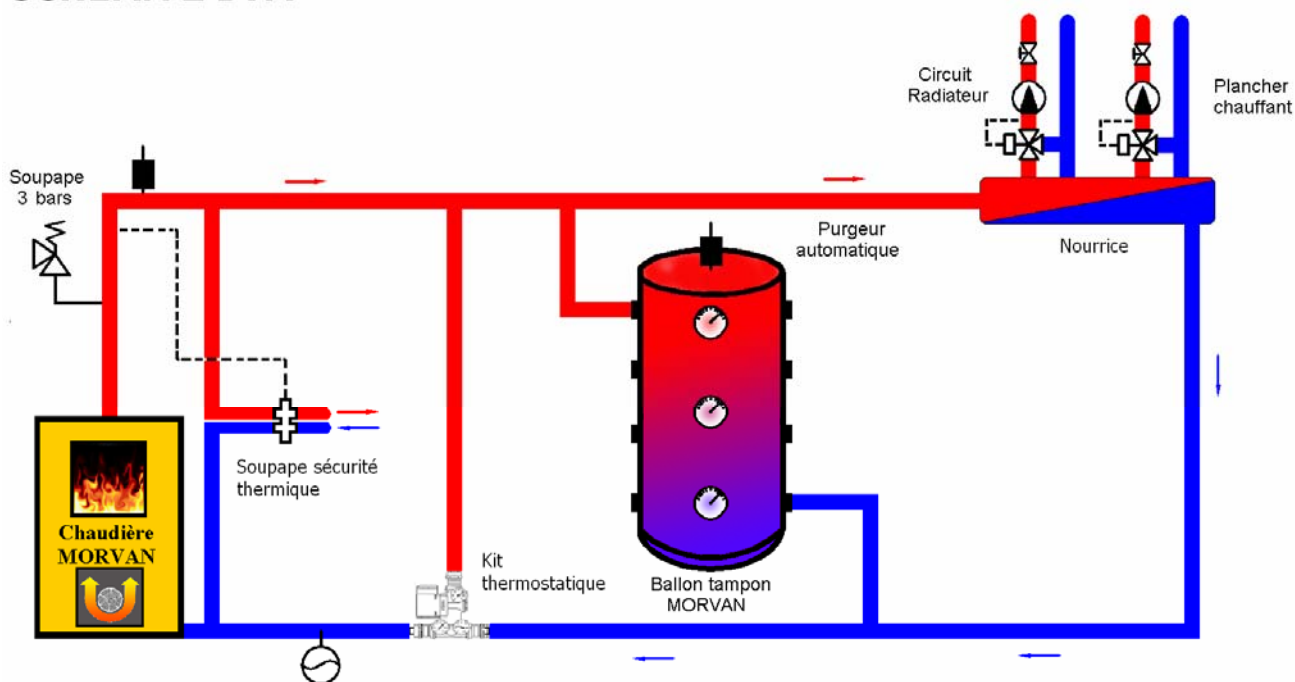 Circuit
Radiateur
Plancher
chauffant
Soupape
3 bars
Purgeur
automatique
Nourrice
Soupape sécurité
thermique
Chaudière
MORVAN
Kit
thermostatique
Ballon tampon
MORVAN